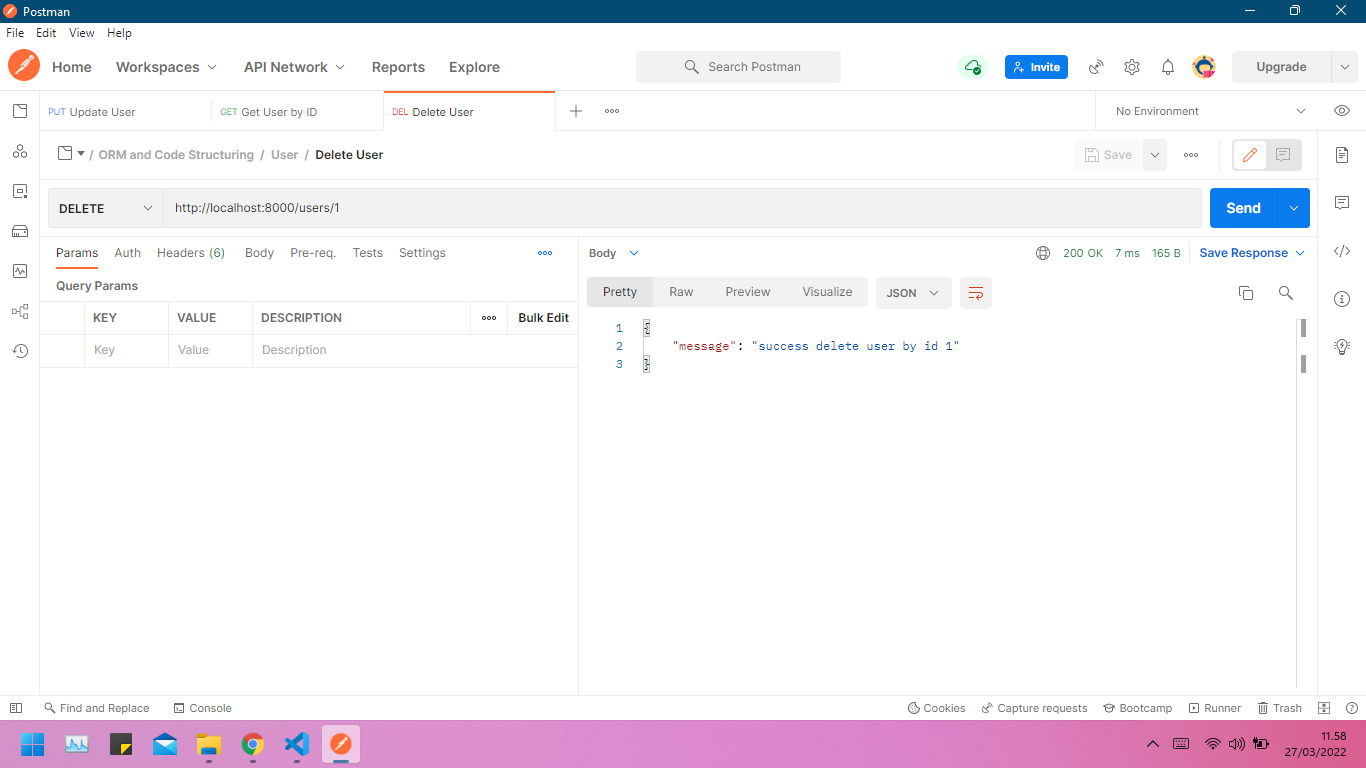 Postman
File Edit View Help
Home Workspaces API Network Reports Explore Search Postman Invite Upgrade
PUT Update User GET Get User by ID DEL Delete User No Environment
/ ORM and Code Structuring / User / Delete User Save
DELETE http://localhost:8000/users/1 Send
Params Auth Headers (6) Body Pre-req. Tests Settings
Body 200 OK 7 ms 165 B Save Response
Query Params
Pretty Raw Preview Visualize JSON
KEY VALUE DESCRIPTION Bulk Edit
Key Value Description
1 {
2 "message": "success delete user by id 1"
3 }
Find and Replace Console Cookies Capture requests Bootcamp Runner Trash
11.58
27/03/2022